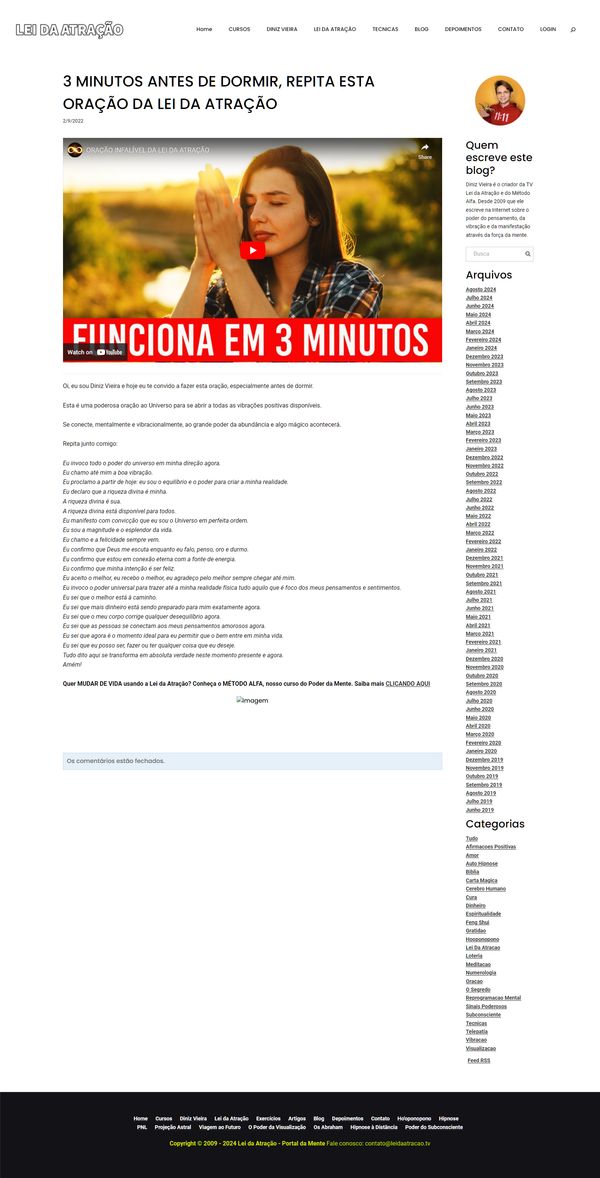 LEI DA ATRAÇÃO
Home CURSOS DINIZ VIEIRA LEI DA ATRAÇÃO TECNICAS BLOG DEPOIMENTOS CONTATO LOGIN
3 MINUTOS ANTES DE DORMIR, REPITA ESTA
ORAÇÃO DA LEI DA ATRAÇÃO
2/9/2022
ORAÇÃO INFALÍVEL DA LEI DA ATRAÇÃO
Share
FUNCIONA EM 3 MINUTOS
Watch on YouTube
Oi, eu sou Diniz Vieira e hoje eu te convido a fazer esta oração, especialmente antes de dormir.
Esta é uma poderosa oração ao Universo para se abrir a todas as vibrações positivas disponíveis.
Se conecte, mentalmente e vibracionalmente, ao grande poder da abundância e algo mágico acontecerá.
Repita junto comigo:
Eu invoco todo o poder do universo em minha direção agora.
Eu chamo até mim a boa vibração.
Eu proclamo a partir de hoje: eu sou o equilíbrio e o poder para criar a minha realidade.
Eu declaro que a riqueza divina é minha.
A riqueza divina é sua.
A riqueza divina está disponível para todos.
Eu manifesto com convicção que eu sou o Universo em perfeita ordem.
Eu sou a magnitude e o esplendor da vida.
Eu chamo e a felicidade sempre vem.
Eu confirmo que Deus me escuta enquanto eu falo, penso, oro e durmo.
Eu confirmo que estou em conexão eterna com a fonte de energia.
Eu confirmo que minha intenção é ser feliz.
Eu aceito o melhor, eu recebo o melhor, eu agradeço pelo melhor sempre chegar até mim.
Eu invoco o poder universal para trazer até a minha realidade física tudo aquilo que é foco dos meus pensamentos e sentimentos.
Eu sei que o melhor está à caminho.
Eu sei que mais dinheiro está sendo preparado para mim exatamente agora.
Eu sei que o meu corpo corrige qualquer desequilíbrio agora.
Eu sei que as pessoas se conectam aos meus pensamentos amorosos agora.
Eu sei que agora é o momento ideal para eu permitir que o bem entre em minha vida.
Eu sei que eu posso ser, fazer ou ter qualquer coisa que eu deseje.
Tudo dito aqui se transforma em absoluta verdade neste momento presente e agora.
Amém!
Quer MUDAR DE VIDA usando a Lei da Atração? Conheça o MÉTODO ALFA, nosso curso do Poder da Mente. Saiba mais CLICANDO AQUI
Imagem
Os comentários estão fechados.
11:11
Quem
escreve este
blog?
Diniz Vieira é o criador da TV
Lei da Atração e do Método
Alfa. Desde 2009 que ele
escreve na Internet sobre o
poder do pensamento, da
vibração e da manifestação
através da força da mente.
Busca
Arquivos
Agosto 2024
Julho 2024
Junho 2024
Maio 2024
Abril 2024
Março 2024
Fevereiro 2024
Janeiro 2024
Dezembro 2023
Novembro 2023
Outubro 2023
Setembro 2023
Agosto 2023
Julho 2023
Junho 2023
Maio 2023
Abril 2023
Março 2023
Fevereiro 2023
Janeiro 2023
Dezembro 2022
Novembro 2022
Outubro 2022
Setembro 2022
Agosto 2022
Julho 2022
Junho 2022
Maio 2022
Abril 2022
Março 2022
Fevereiro 2022
Janeiro 2022
Dezembro 2021
Novembro 2021
Outubro 2021
Setembro 2021
Agosto 2021
Julho 2021
Junho 2021
Maio 2021
Abril 2021
Março 2021
Fevereiro 2021
Janeiro 2021
Dezembro 2020
Novembro 2020
Outubro 2020
Setembro 2020
Agosto 2020
Julho 2020
Junho 2020
Maio 2020
Abril 2020
Março 2020
Fevereiro 2020
Janeiro 2020
Dezembro 2019
Novembro 2019
Outubro 2019
Setembro 2019
Agosto 2019
Julho 2019
Junho 2019
Categorias
Tudo
Afirmacoes Positivas
Amor
Auto Hipnose
Biblia
Carta Magica
Cerebro Humano
Cura
Dinheiro
Espiritualidade
Feng Shui
Gratidao
Hooponopono
Lei Da Atracao
Loteria
Meditacao
Numerologia
Oracao
O Segredo
Reprogramacao Mental
Sinais Poderosos
Subconsciente
Tecnicas
Telepatia
Vibracao
Visualizacao
Feed RSS
Home Cursos Diniz Vieira Lei da Atração Exercícios Artigos Blog Depoimentos Contato Ho'oponopono Hipnose
PNL Projeção Astral Viagem ao Futuro O Poder da Visualização Os Abraham Hipnose à Distância Poder do Subconsciente
Copyright © 2009 - 2024 Lei da Atração - Portal da Mente Fale conosco: contato@leidaatracao.tv